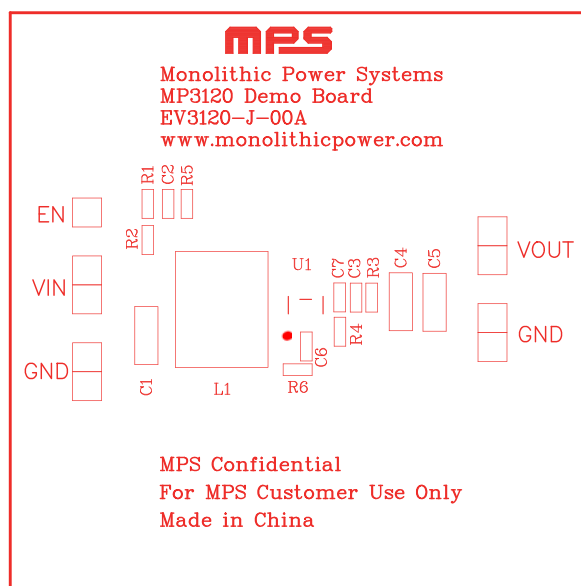 MPS
Monolithic Power Systems
MP3120 Demo Board
EV3120-J-00A
www.monolithicpower.com
R1
C2
R5
EN
R2
VIN
GND
C1
L1
U1
C7
C3
R3
C4
C5
R4
C6
R6
VOUT
GND
MPS Confidential
For MPS Customer Use Only
Made in China